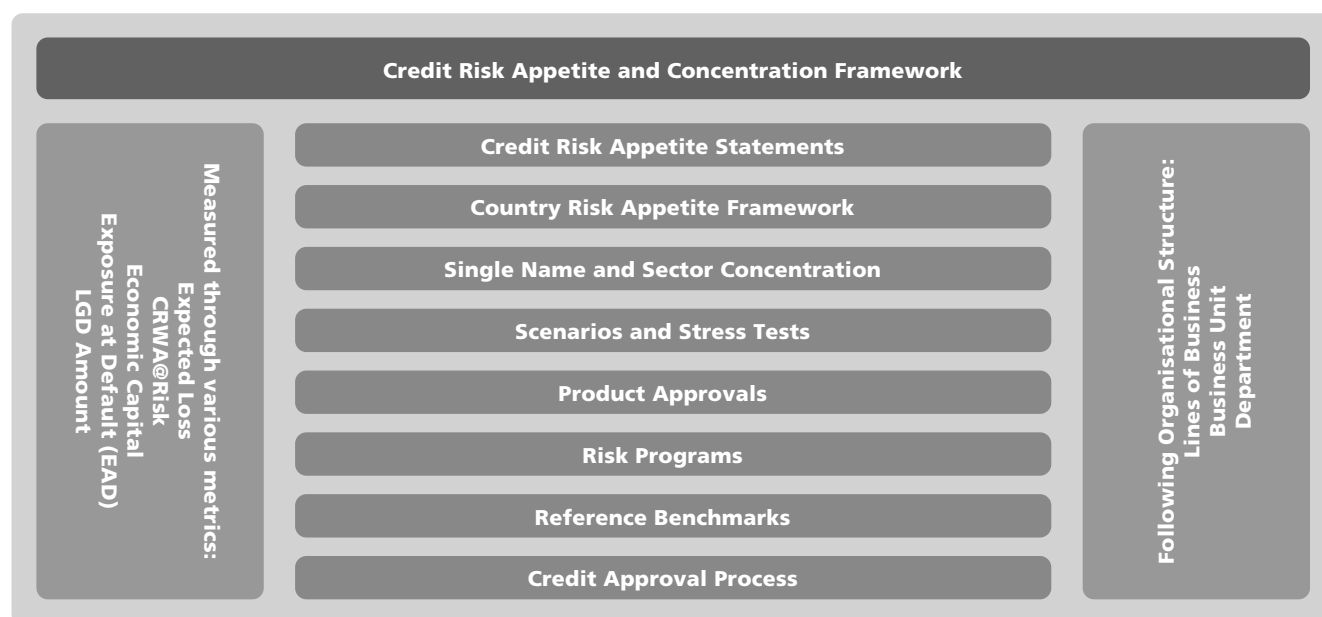 Credit Risk Appetite and Concentration Framework
Measured through various metrics:
Expected Loss
CRWA@Risk
Economic Capital
Exposure at Default (EAD)
LGD Amount
Credit Risk Appetite Statements
Country Risk Appetite Framework
Single Name and Sector Concentration
Scenarios and Stress Tests
Product Approvals
Risk Programs
Reference Benchmarks
Credit Approval Process
Following Organisational Structure:
Lines of Business
Business Unit
Department